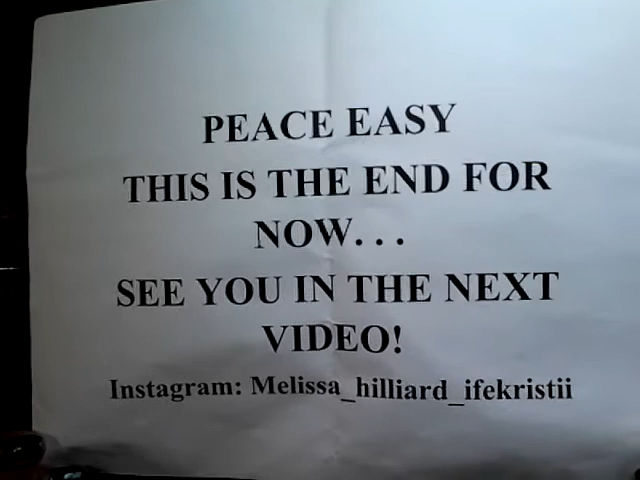 PEACE EASY
THIS IS THE END FOR
NOW...
SEE YOU IN THE NEXT
VIDEO!
Instagram: Melissa_hilliard_ifekristii